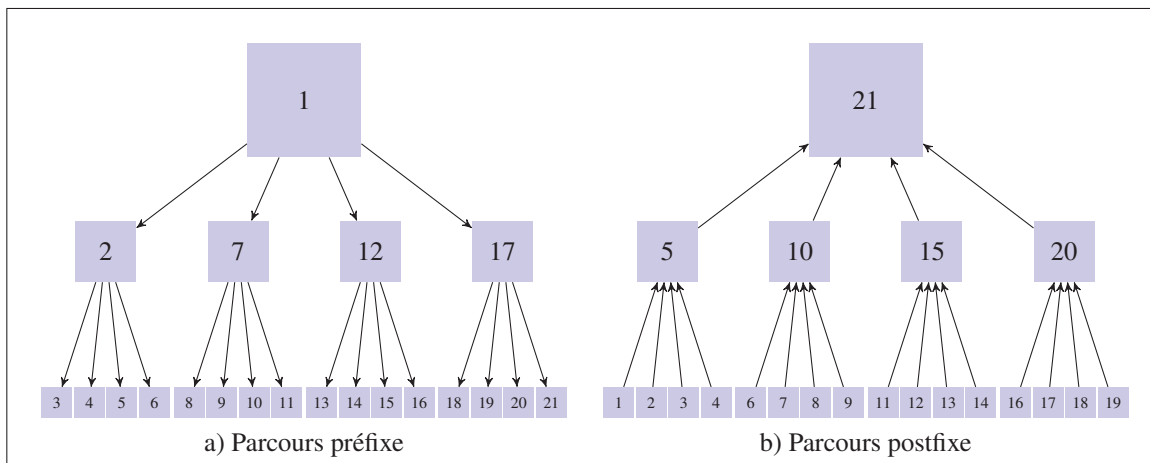 1 21
2 7 12 17 5 10 15 20
3 4 5 6 8 9 10 11 13 14 15 16 18 19 20 21 1 2 3 4 6 7 8 9 11 12 13 14 16 17 18 19
a) Parcours préfixe b) Parcours postfixe